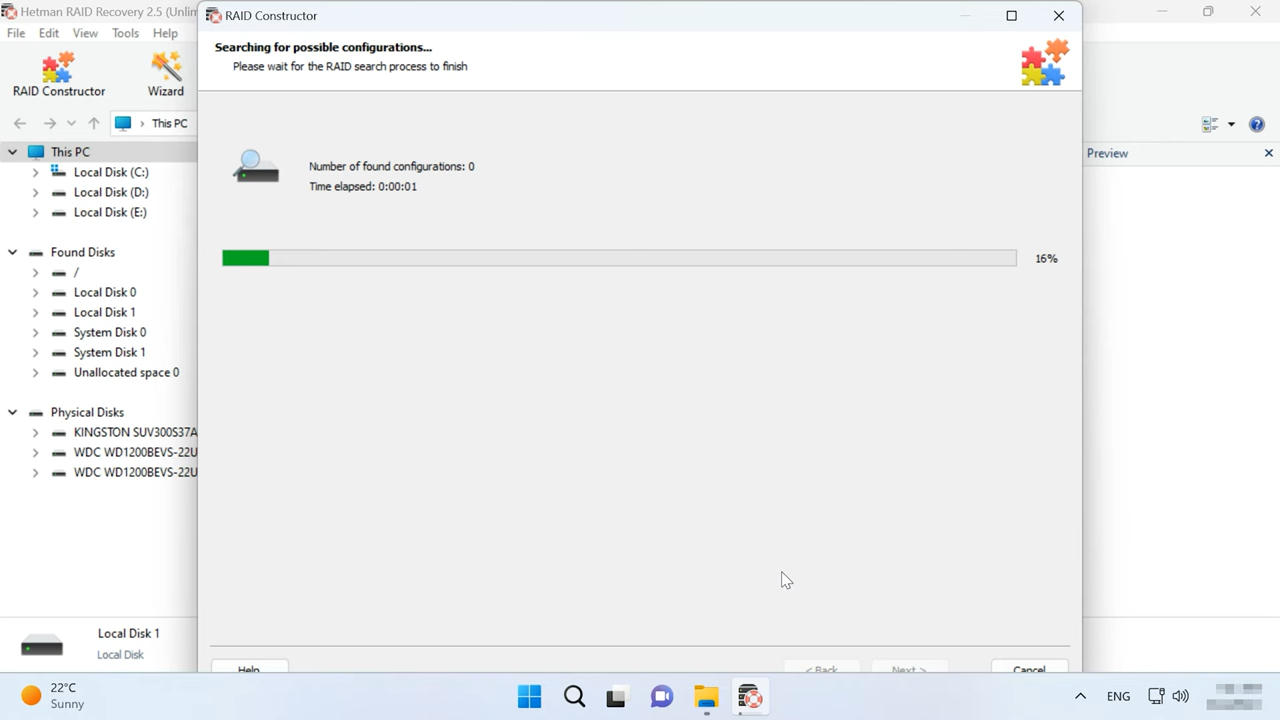 Hetman RAID Recovery 2.5 (Unlim
File Edit View Tools Help
RAID Constructor
Wizard
This PC
This PC
Local Disk (C:)
Local Disk (D:)
Local Disk (E:)
Found Disks
/
Local Disk 0
Local Disk 1
System Disk 0
System Disk 1
Unallocated space 0
Physical Disks
KINGSTON SUV300S37A
WDC WD1200BEVS-22U
WDC WD1200BEVS-22U
Local Disk 1
Local Disk
RAID Constructor
Searching for possible configurations...
Please wait for the RAID search process to finish
Number of found configurations: 0
Time elapsed: 0:00:01
16%
Help
< Back
Next >
Cancel
Preview
22°C
Sunny
ENG